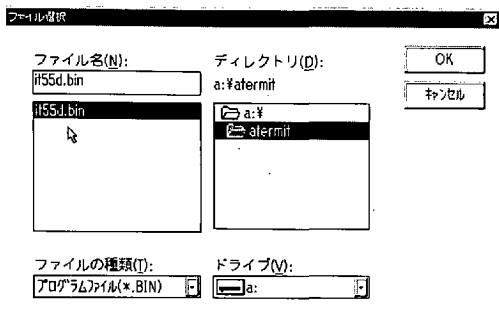 ファイル選択
ファイル名(N):
it55d.bin
it55d.bin
ディレクトリ(D):
a:¥atermit
a:¥
atermit
OK
キャンセル
ファイルの種類(T):
プログラムファイル(*.BIN)
ドライブ(V):
a: